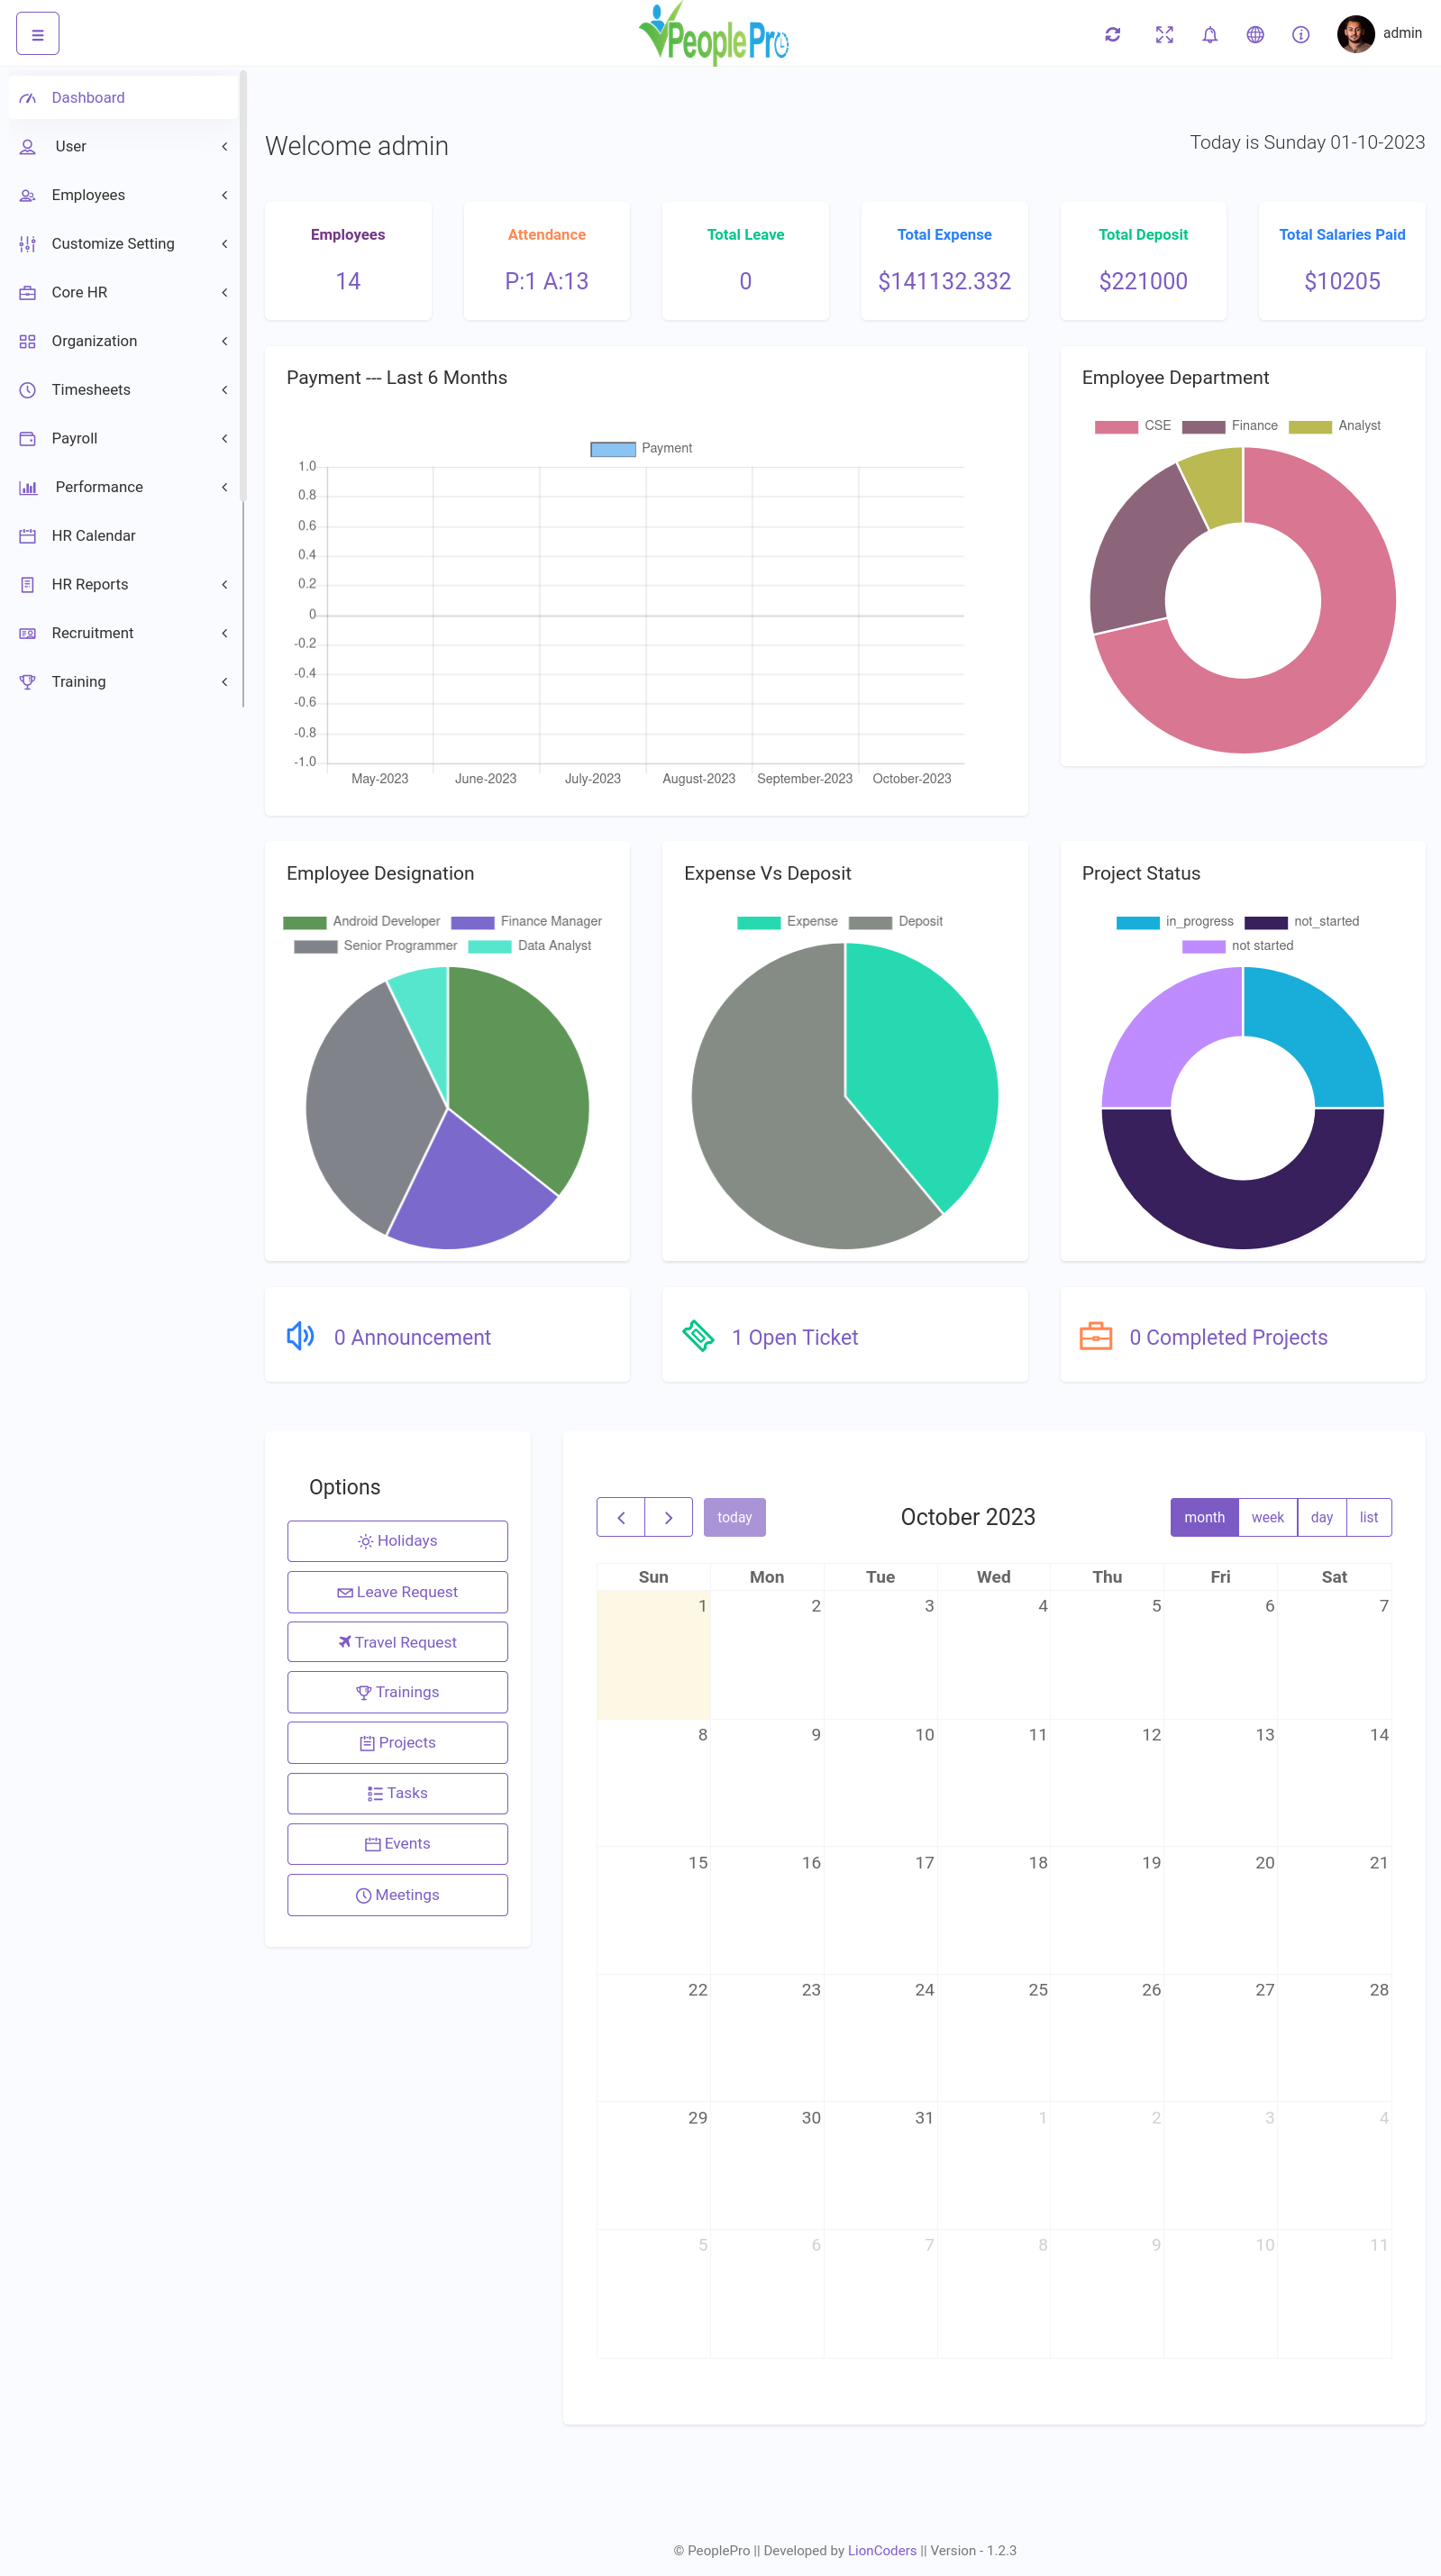 PeoplePro
admin
Dashboard
User
Employees
Customize Setting
Core HR
Organization
Timesheets
Payroll
Performance
HR Calendar
HR Reports
Recruitment
Training
Welcome admin
Today is Sunday 01-10-2023
Employees
14
Attendance
P:1 A:13
Total Leave
0
Total Expense
$141132.332
Total Deposit
$221000
Total Salaries Paid
$10205
Payment --- Last 6 Months
Payment
1.0
0.8
0.6
0.4
0.2
0
-0.2
-0.4
-0.6
-0.8
-1.0
May-2023 June-2023 July-2023 August-2023 September-2023 October-2023
Employee Department
CSE Finance Analyst
Employee Designation
Android Developer Finance Manager
Senior Programmer Data Analyst
Expense Vs Deposit
Expense Deposit
Project Status
in_progress not_started
not started
0 Announcement
1 Open Ticket
0 Completed Projects
Options
Holidays
Leave Request
Travel Request
Trainings
Projects
Tasks
Events
Meetings
today
October 2023
month week day list
Sun Mon Tue Wed Thu Fri Sat
1 2 3 4 5 6 7
8 9 10 11 12 13 14
15 16 17 18 19 20 21
22 23 24 25 26 27 28
29 30 31 1 2 3 4
5 6 7 8 9 10 11
© PeoplePro || Developed by LionCoders || Version - 1.2.3